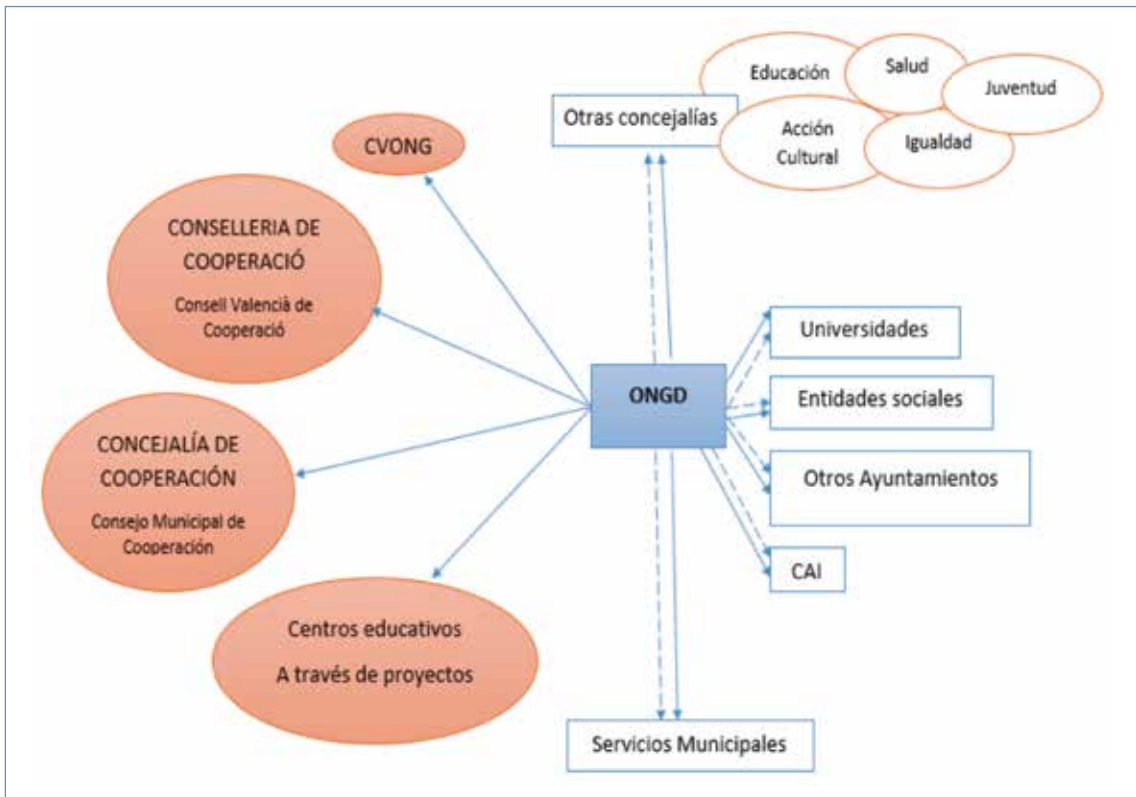 Educación
Salud
Juventud
Otras concejalías
Acción
Cultural
Igualdad
CVONG
CONSELLERIA DE
COOPERACIÓ
Consell Valencià de
Cooperació
ONGD
Universidades
Entidades sociales
Otros Ayuntamientos
CAI
CONCEJALÍA DE
COOPERACIÓN
Consejo Municipal de
Cooperación
Centros educativos
A través de proyectos
Servicios Municipales